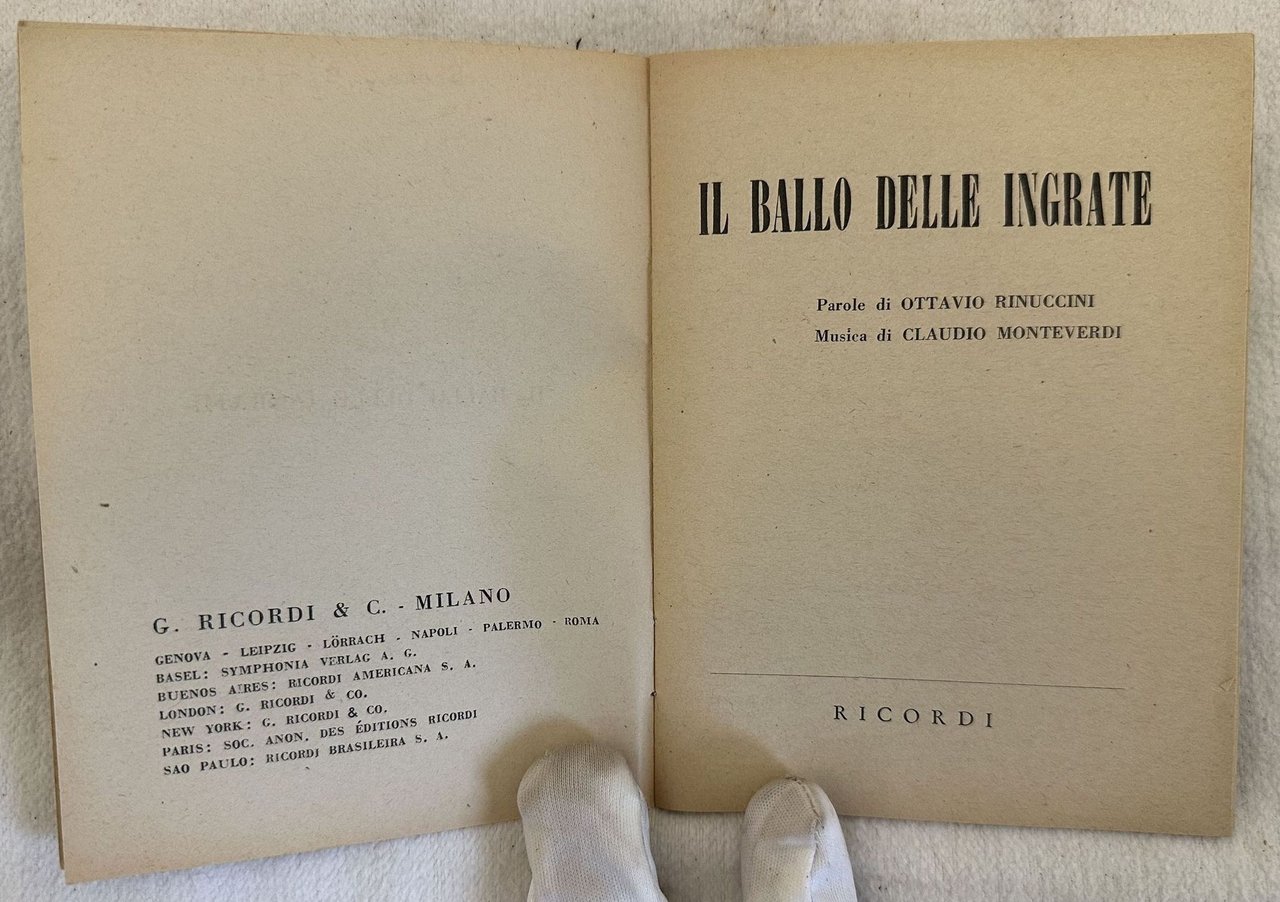 G. RICORDI & C. - MILANO
GENOVA - LEIPZIG - LÖRRACH - NAPOLI - PALERMO - ROMA
BASEL: SYMPHONIA VERLAG A. G.
BUENOS AIRES: RICORDI AMERICANA S. A.
LONDON: G. RICORDI & CO.
NEW YORK: G. RICORDI & CO.
PARIS: SOC. ANON. DES ÉDITIONS RICORDI
SAO PAULO: RICORDI BRASILEIRA S. A.
IL BALLO DELLE INGRATE
Parole di OTTAVIO RINUCCINI
Musica di CLAUDIO MONTEVERDI
RICORDI